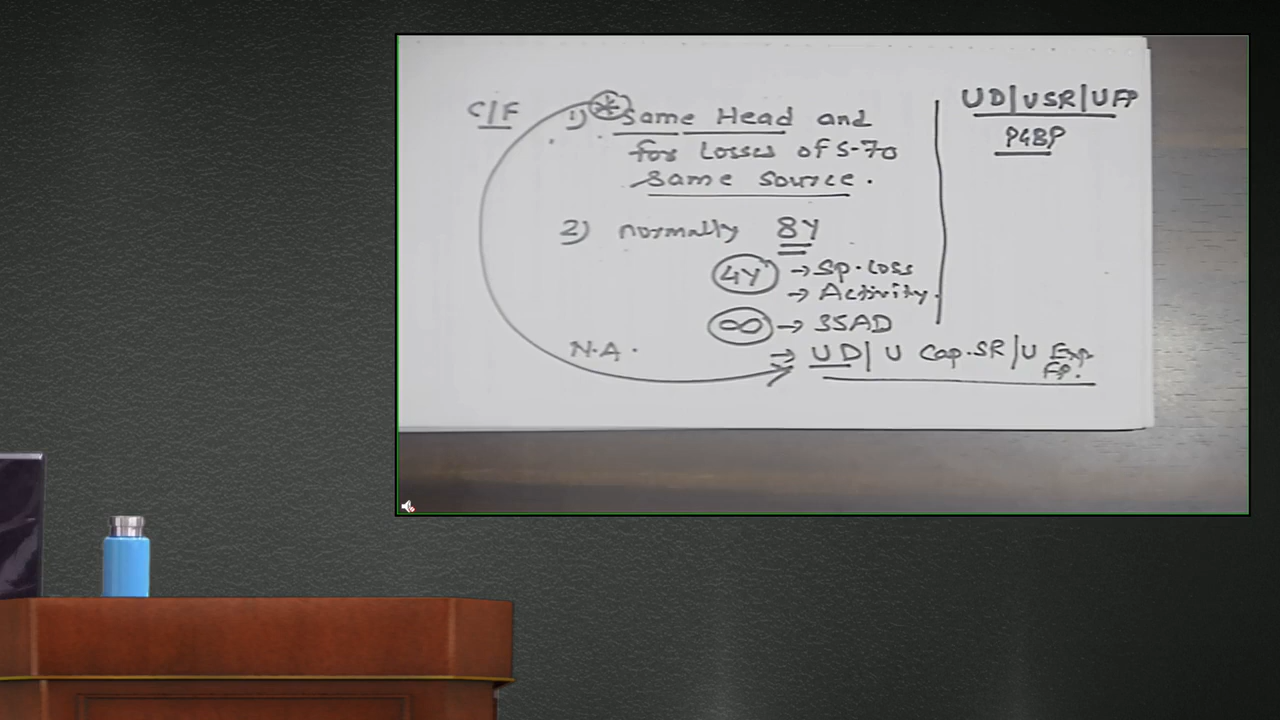 C/F 1) * Same Head and
for Losses of S-70
Same source.
2) normally 8Y
4Y → Sp. Loss
→ Activity.
∞ → 35AD
N.A. → UD/ U Cap. SR/U Exp.
FP.
UD/USR/UFP
PGBP